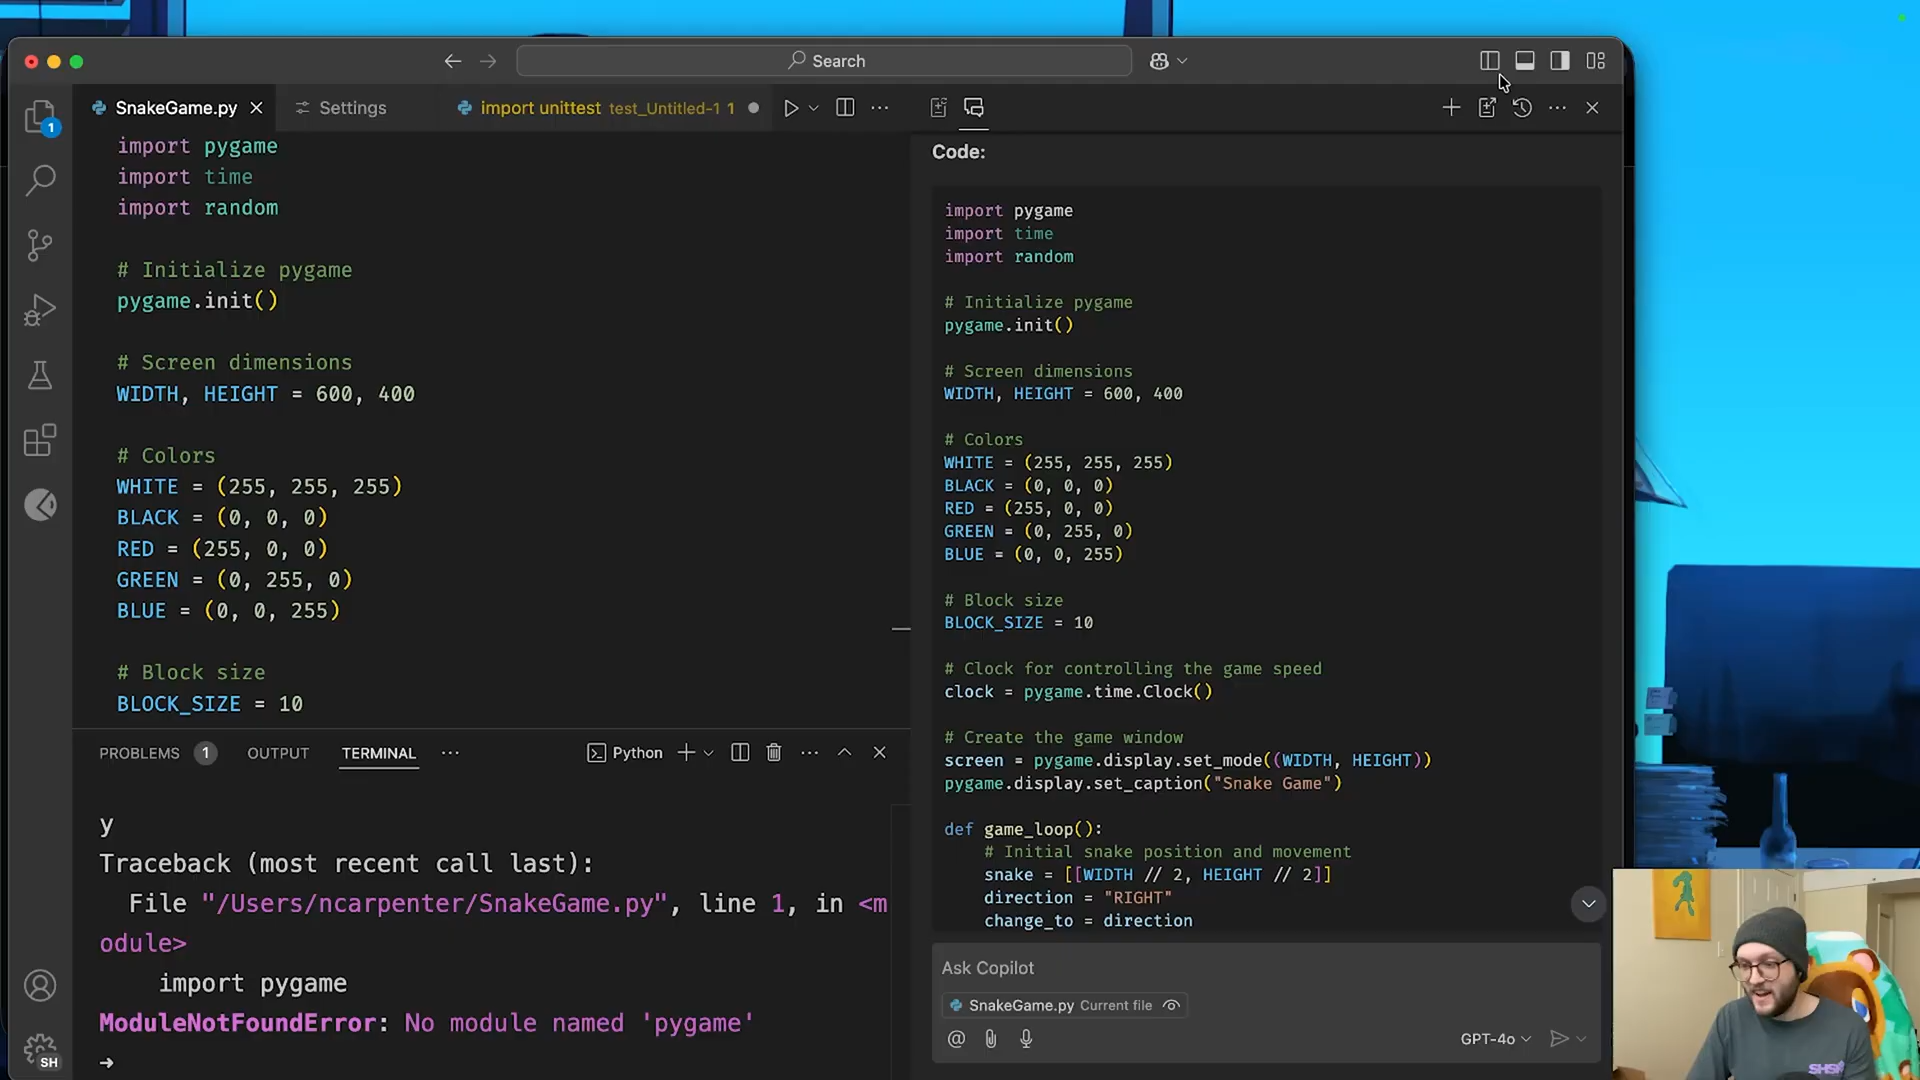 Search
SnakeGame.py
Settings
import unittest test_Untitled-1 1
1
import pygame
import time
import random
# Initialize pygame
pygame.init()
# Screen dimensions
WIDTH, HEIGHT = 600, 400
# Colors
WHITE = (255, 255, 255)
BLACK = (0, 0, 0)
RED = (255, 0, 0)
GREEN = (0, 255, 0)
BLUE = (0, 0, 255)
# Block size
BLOCK_SIZE = 10
PROBLEMS 1 OUTPUT TERMINAL ··· Python
y
Traceback (most recent call last):
File "/Users/ncarpenter/SnakeGame.py", line 1, in <m
odule>
import pygame
ModuleNotFoundError: No module named 'pygame'
➜
SH
Code:
import pygame
import time
import random
# Initialize pygame
pygame.init()
# Screen dimensions
WIDTH, HEIGHT = 600, 400
# Colors
WHITE = (255, 255, 255)
BLACK = (0, 0, 0)
RED = (255, 0, 0)
GREEN = (0, 255, 0)
BLUE = (0, 0, 255)
# Block size
BLOCK_SIZE = 10
# Clock for controlling the game speed
clock = pygame.time.Clock()
# Create the game window
screen = pygame.display.set_mode((WIDTH, HEIGHT))
pygame.display.set_caption("Snake Game")
def game_loop():
# Initial snake position and movement
snake = [[WIDTH // 2, HEIGHT // 2]]
direction = "RIGHT"
change_to = direction
Ask Copilot
SnakeGame.py Current file
@
GPT-4o